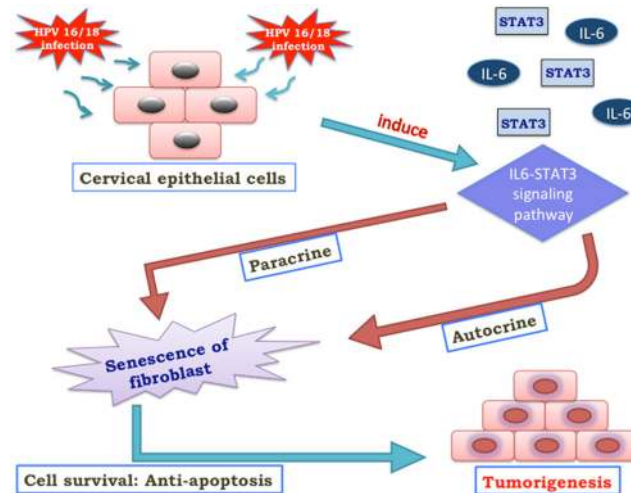 HPV 16/18
infection
HPV 16/18
infection
STAT3
IL-6
IL-6
STAT3
IL-6
STAT3
induce
Cervical epithelial cells
IL6-STAT3
signaling
pathway
Paracrine
Autocrine
Senescence of
fibroblast
Cell survival: Anti-apoptosis
Tumorigenesis